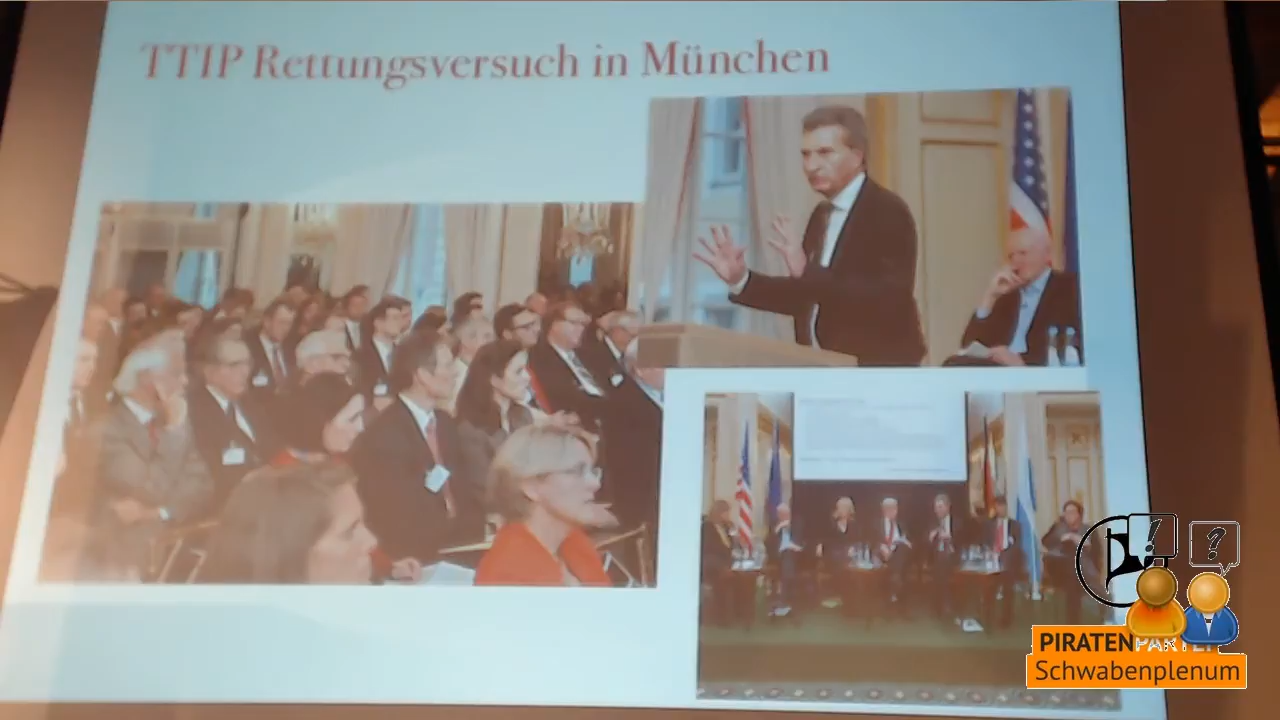 TTIP Rettungsversuch in München
? ?
PIRATENPARTEI
Schwabenplenum